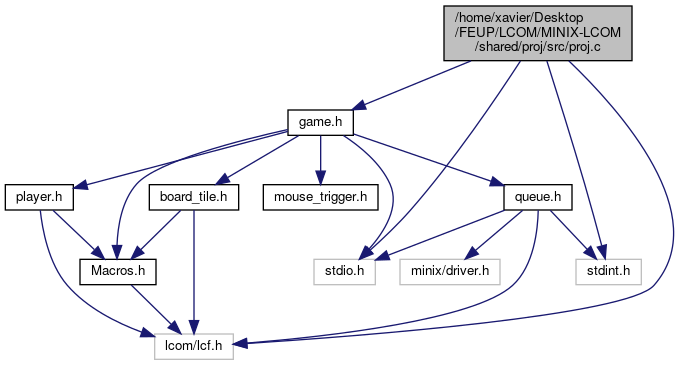 /home/xavier/Desktop
/FEUP/LCOM/MINIX-LCOM
/shared/proj/src/proj.c
game.h
player.h
board_tile.h
mouse_trigger.h
queue.h
Macros.h
stdio.h
minix/driver.h
stdint.h
lcom/lcf.h